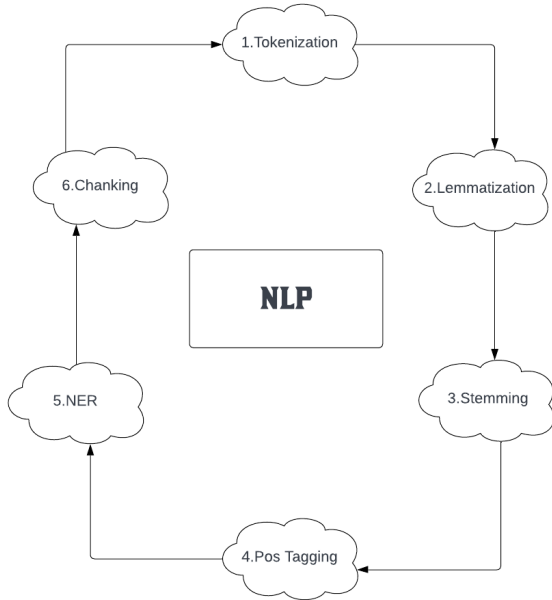 1.Tokenization
2.Lemmatization
3.Stemming
4.Pos Tagging
5.NER
6.Chanking
NLP